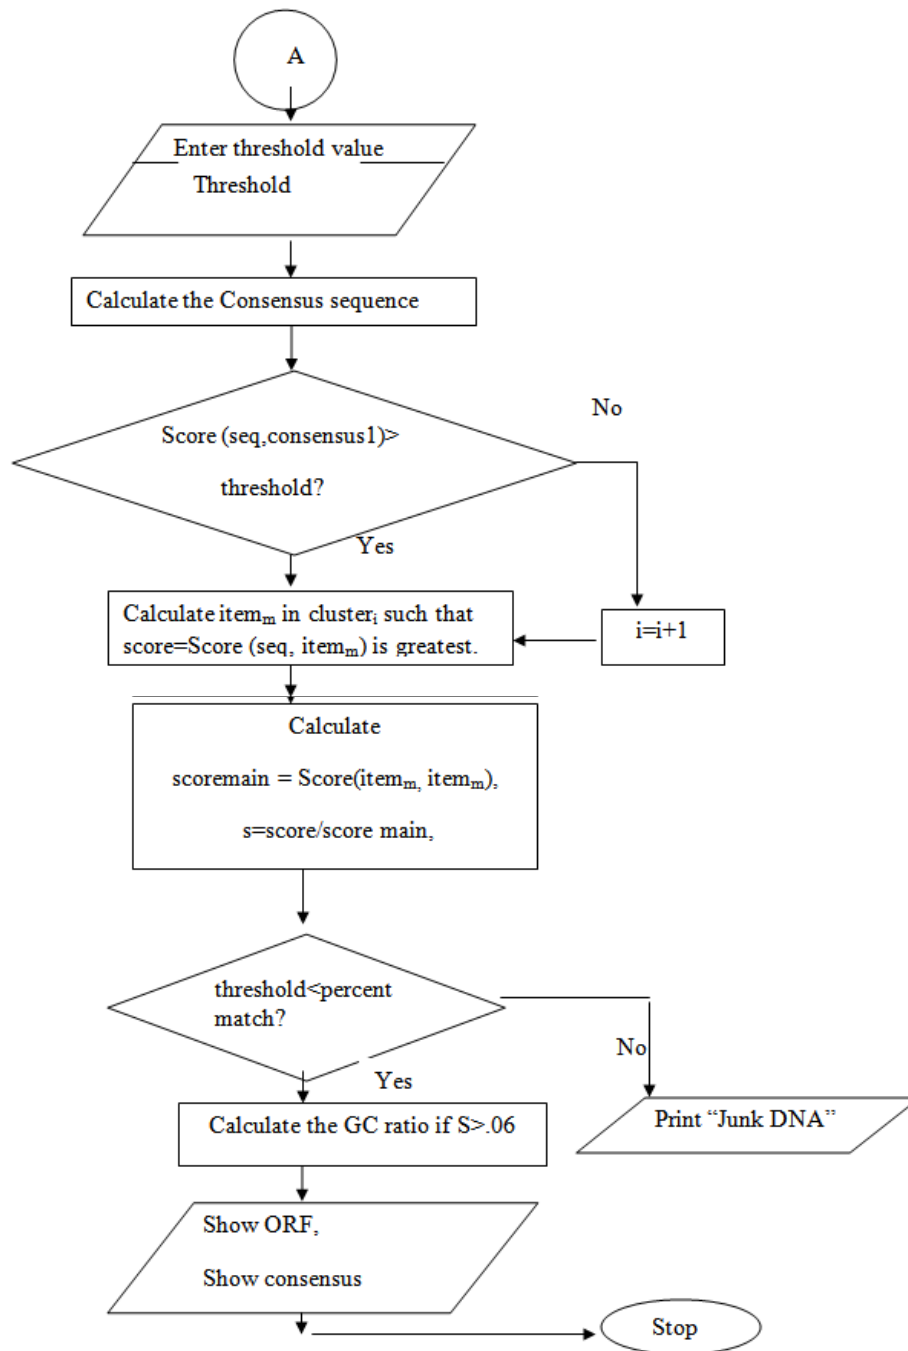 A
Enter threshold value
Threshold
Calculate the Consensus sequence
No
Score (seq,consensus1)>
threshold?
Yes
Calculate itemₘ in clusterᵢ such that
score=Score (seq, itemₘ) is greatest.
i=i+1
Calculate
scoremain = Score(itemₘ, itemₘ),
s=score/score main,
threshold<percent
match?
No
Yes
Calculate the GC ratio if S>.06
Print “Junk DNA”
Show ORF,
Show consensus
Stop